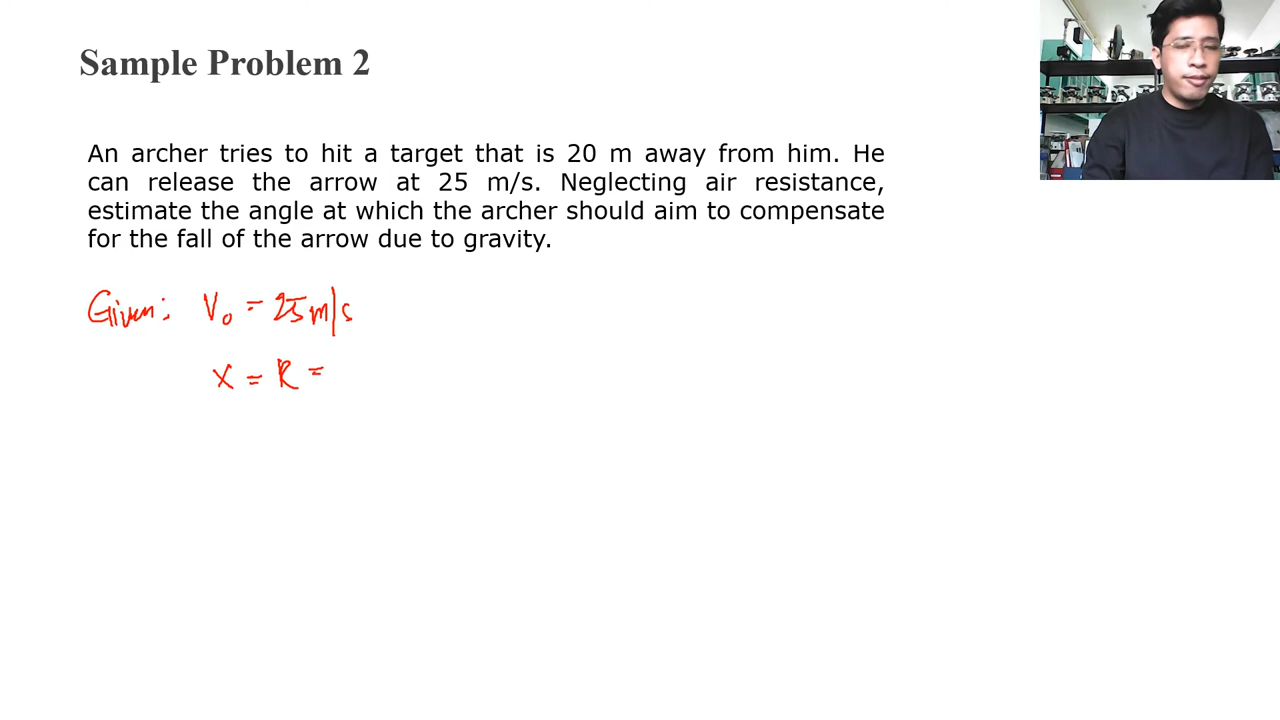 Sample Problem 2
An archer tries to hit a target that is 20 m away from him. He
can release the arrow at 25 m/s. Neglecting air resistance,
estimate the angle at which the archer should aim to compensate
for the fall of the arrow due to gravity.
Given: V₀ = 25 m/s
X = R =